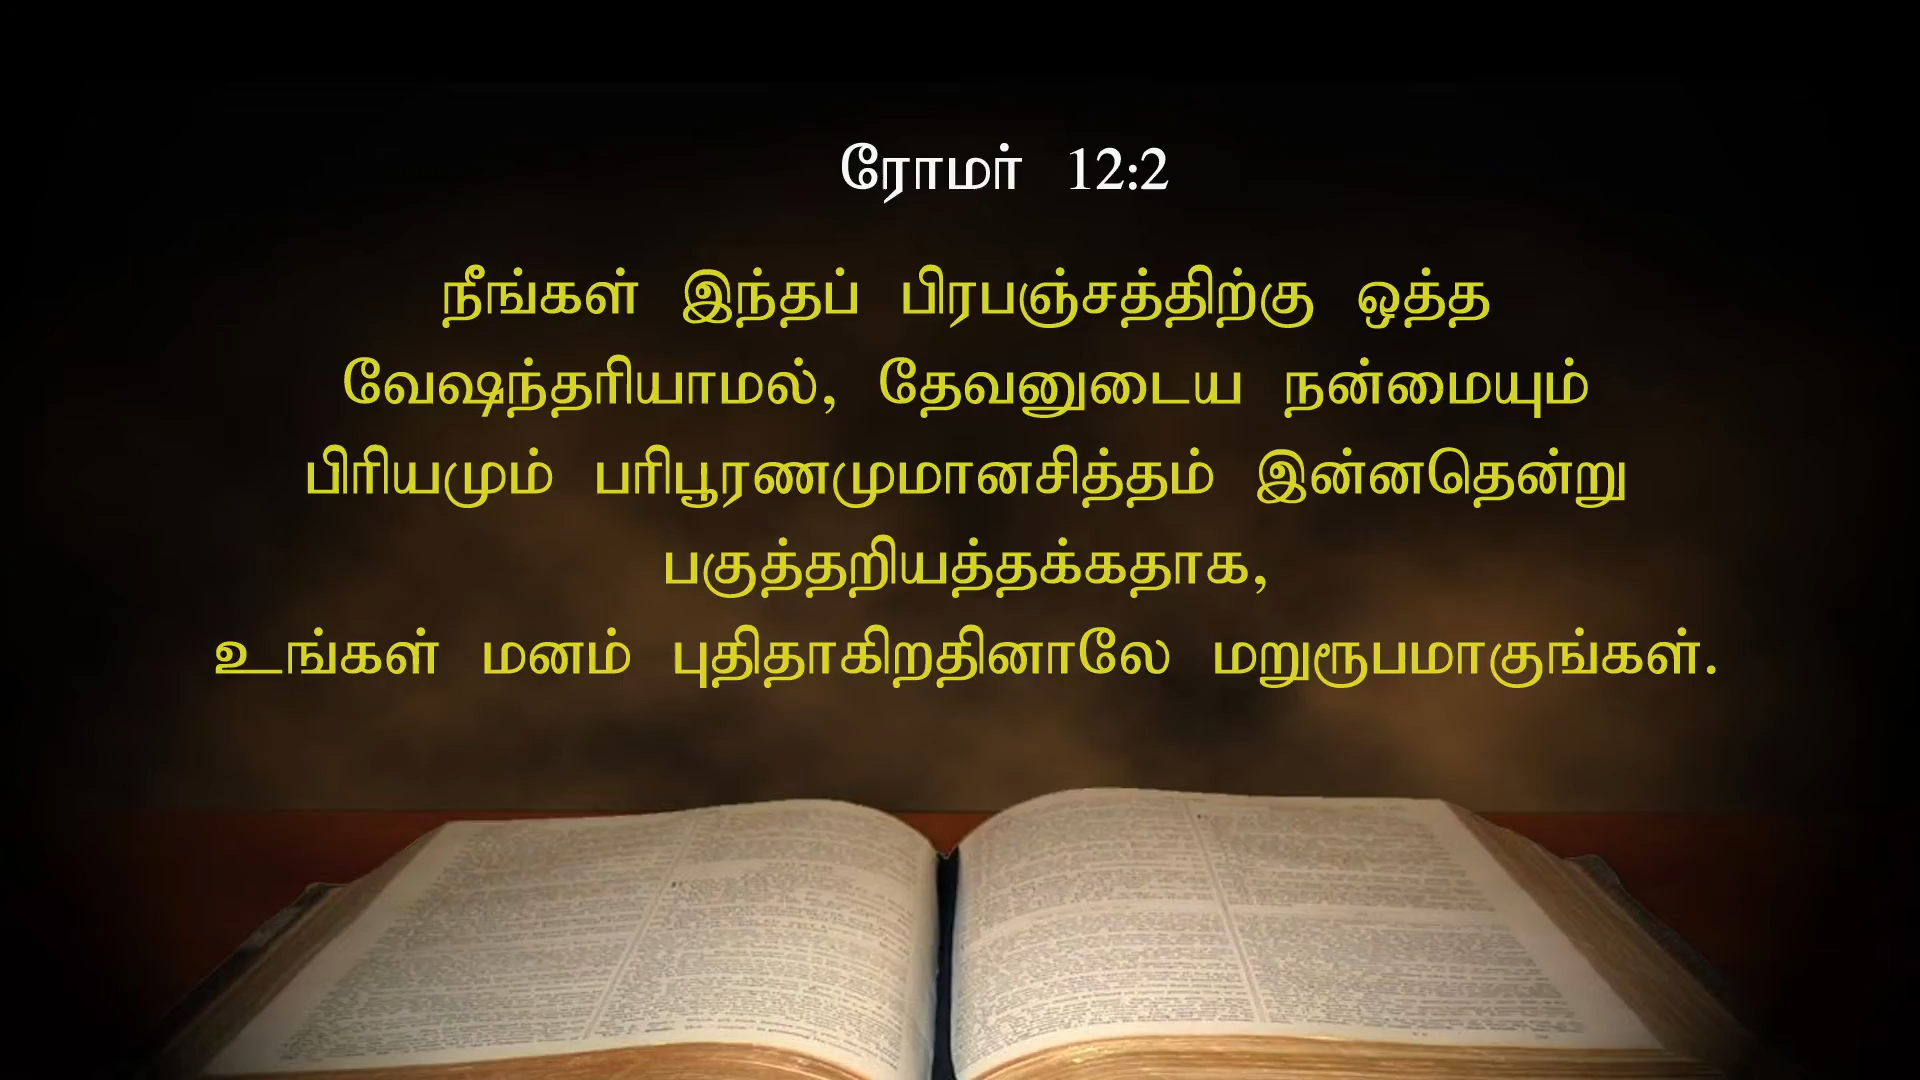 ரோமர் 12:2
நீங்கள் இந்தப் பிரபஞ்சத்திற்கு ஒத்த
வேஷந்தரியாமல், தேவனுடைய நன்மையும்
பிரியமும் பரிபூரணமுமானசித்தம் இன்னதென்று
பகுத்தறியத்தக்கதாக,
உங்கள் மனம் புதிதாகிறதினாலே மறுரூபமாகுங்கள்.